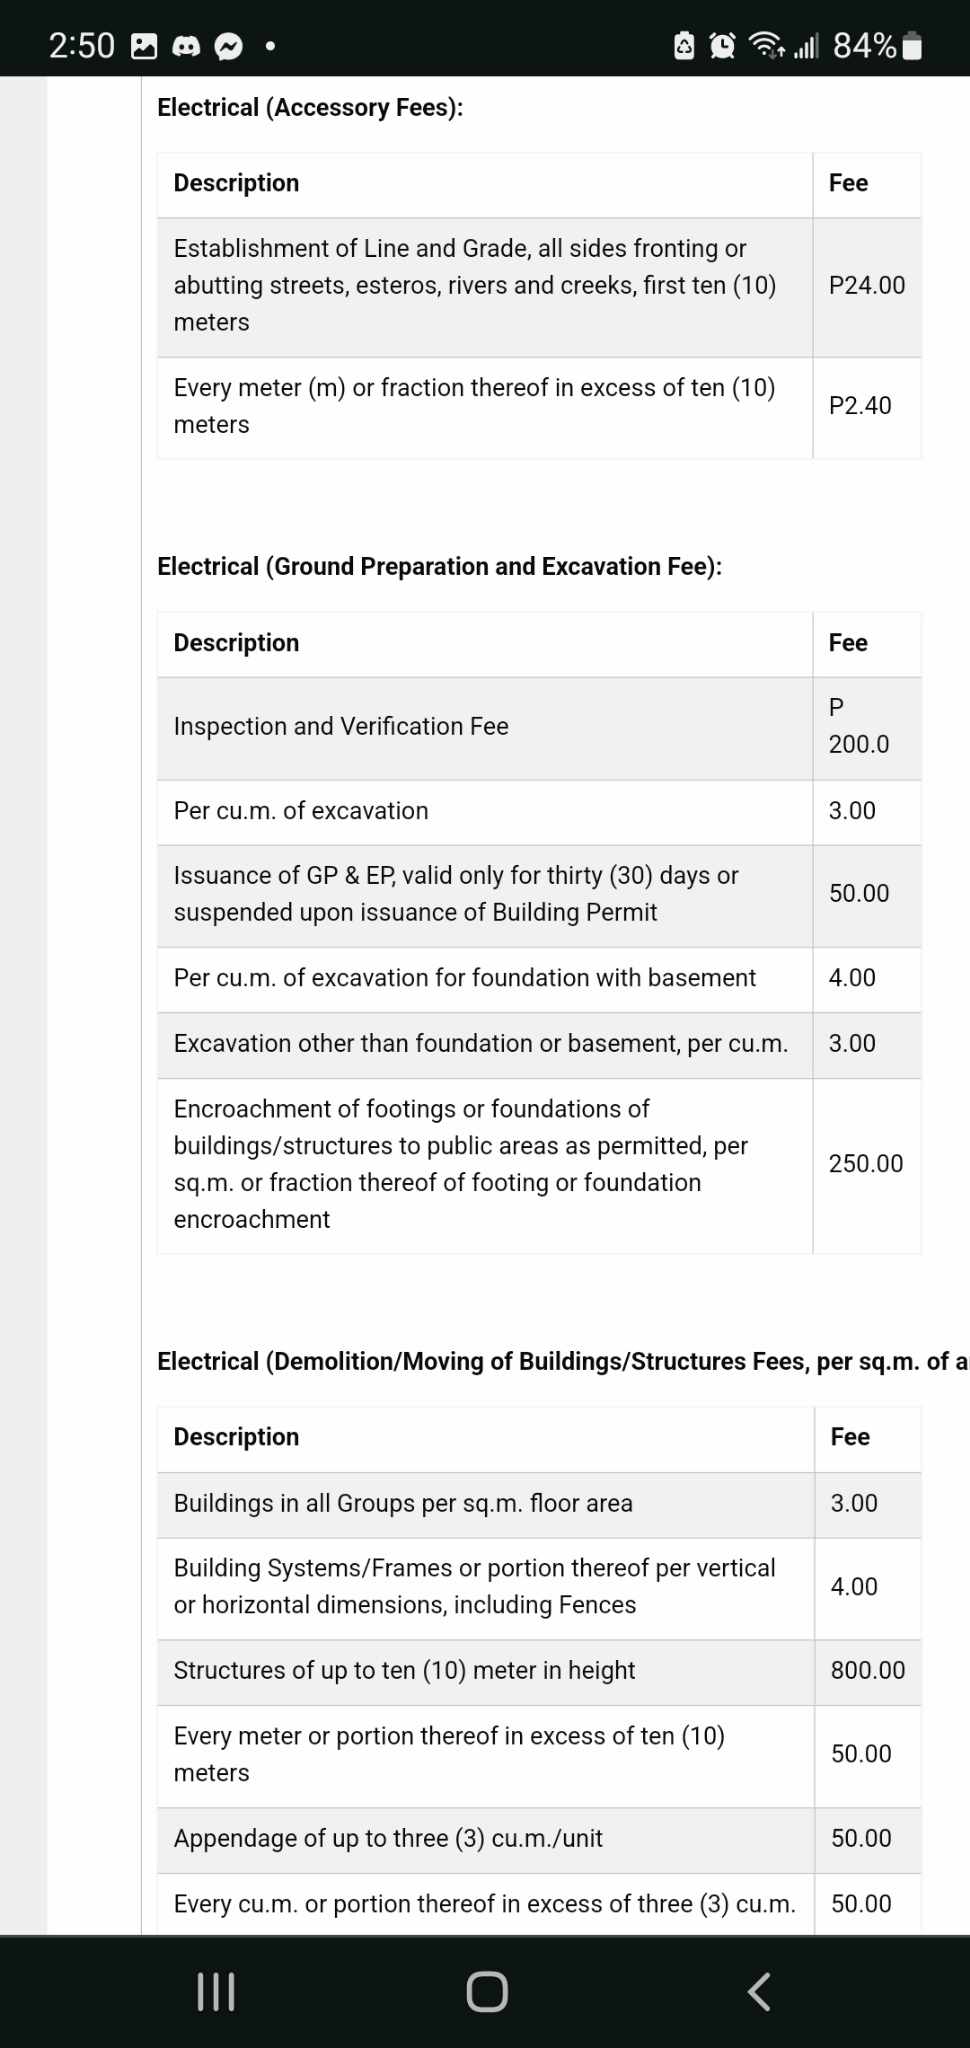 2:50
84%
Electrical (Accessory Fees):
Description Fee
Establishment of Line and Grade, all sides fronting or
abutting streets, esteros, rivers and creeks, first ten (10)
meters
P24.00
Every meter (m) or fraction thereof in excess of ten (10)
meters
P2.40
Electrical (Ground Preparation and Excavation Fee):
Description Fee
Inspection and Verification Fee
P
200.0
Per cu.m. of excavation 3.00
Issuance of GP & EP, valid only for thirty (30) days or
suspended upon issuance of Building Permit
50.00
Per cu.m. of excavation for foundation with basement 4.00
Excavation other than foundation or basement, per cu.m. 3.00
Encroachment of footings or foundations of
buildings/structures to public areas as permitted, per
sq.m. or fraction thereof of footing or foundation
encroachment
250.00
Electrical (Demolition/Moving of Buildings/Structures Fees, per sq.m. of a
Description Fee
Buildings in all Groups per sq.m. floor area 3.00
Building Systems/Frames or portion thereof per vertical
or horizontal dimensions, including Fences
4.00
Structures of up to ten (10) meter in height 800.00
Every meter or portion thereof in excess of ten (10)
meters
50.00
Appendage of up to three (3) cu.m./unit 50.00
Every cu.m. or portion thereof in excess of three (3) cu.m. 50.00